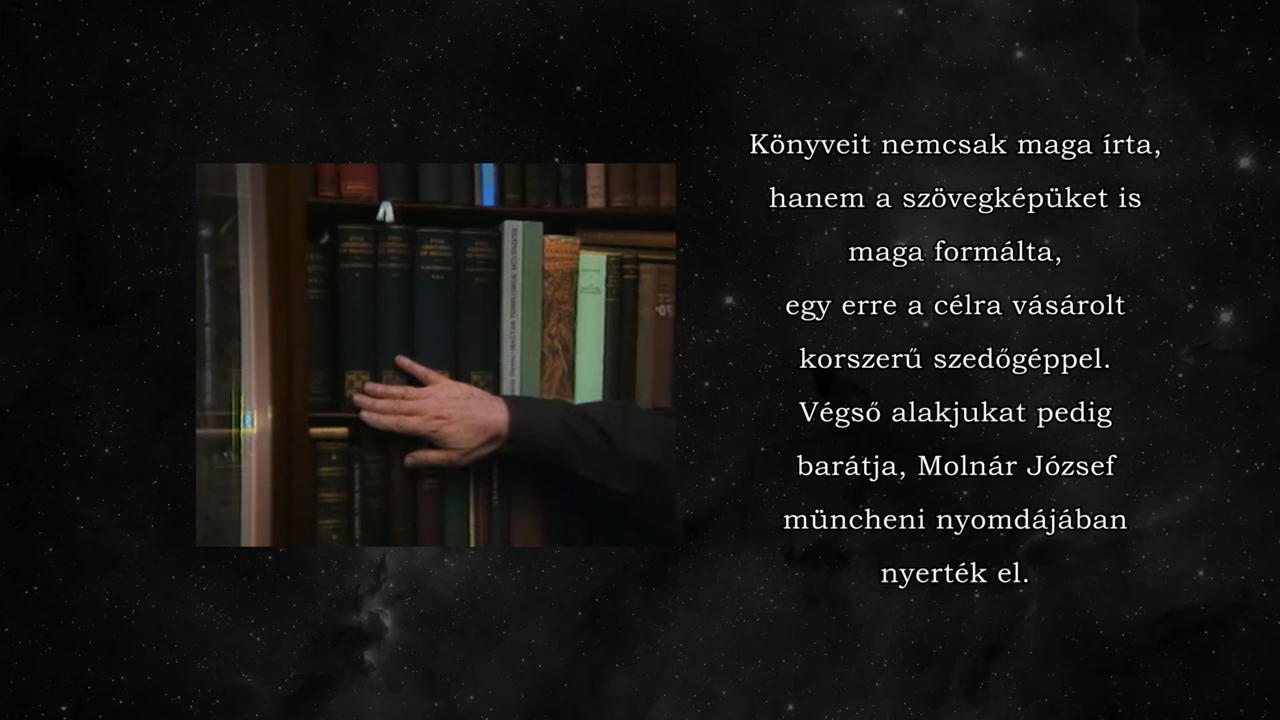 Könyveit nemcsak maga írta,
hanem a szövegképüket is
maga formálta,
egy erre a célra vásárolt
korszerű szedőgéppel.
Végső alakjukat pedig
barátja, Molnár József
müncheni nyomdájában
nyerték el.